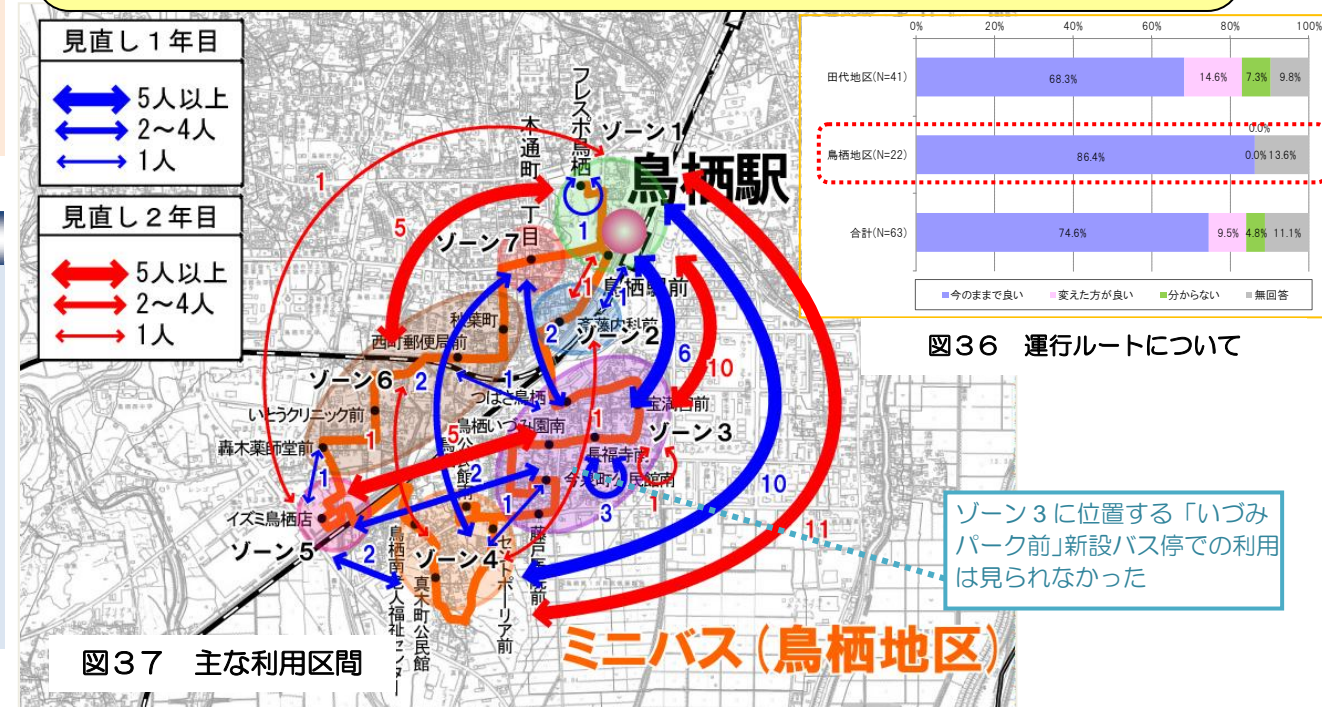 見直し1年目
5人以上
2～4人
1人
見直し2年目
5人以上
2～4人
1人
フレスポ鳥栖
本通町一丁目
ゾーン1
鳥栖駅
ゾーン7
鳥栖駅前
秋葉町
斎藤内科前
西町郵便局前
ゾーン2
ゾーン6
つばさ鳥栖
宝満宮前
いとうクリニック前
鳥栖いづみ園南
ゾーン3
轟木薬師堂前
長福寺南
今泉町公民館南
イズミ鳥栖店
ゾーン5
ゾーン4
鳥栖南老人福祉センター
真木町公民館
セントポーリア前
藤戸医院前
1
5
1
1
1
2
6
10
2
1
1
1
5
2
1
1
3
1
10
2
11
ミニバス(鳥栖地区)
図37 主な利用区間
0% 20% 40% 60% 80% 100%
田代地区(N=41) 68.3% 14.6% 7.3% 9.8%
0.0%
鳥栖地区(N=22) 86.4% 0.0% 13.6%
合計(N=63) 74.6% 9.5% 4.8% 11.1%
今のままで良い 変えた方が良い 分からない 無回答
図36 運行ルートについて
ゾーン3に位置する「いづみ
パーク前」新設バス停での利用
は見られなかった